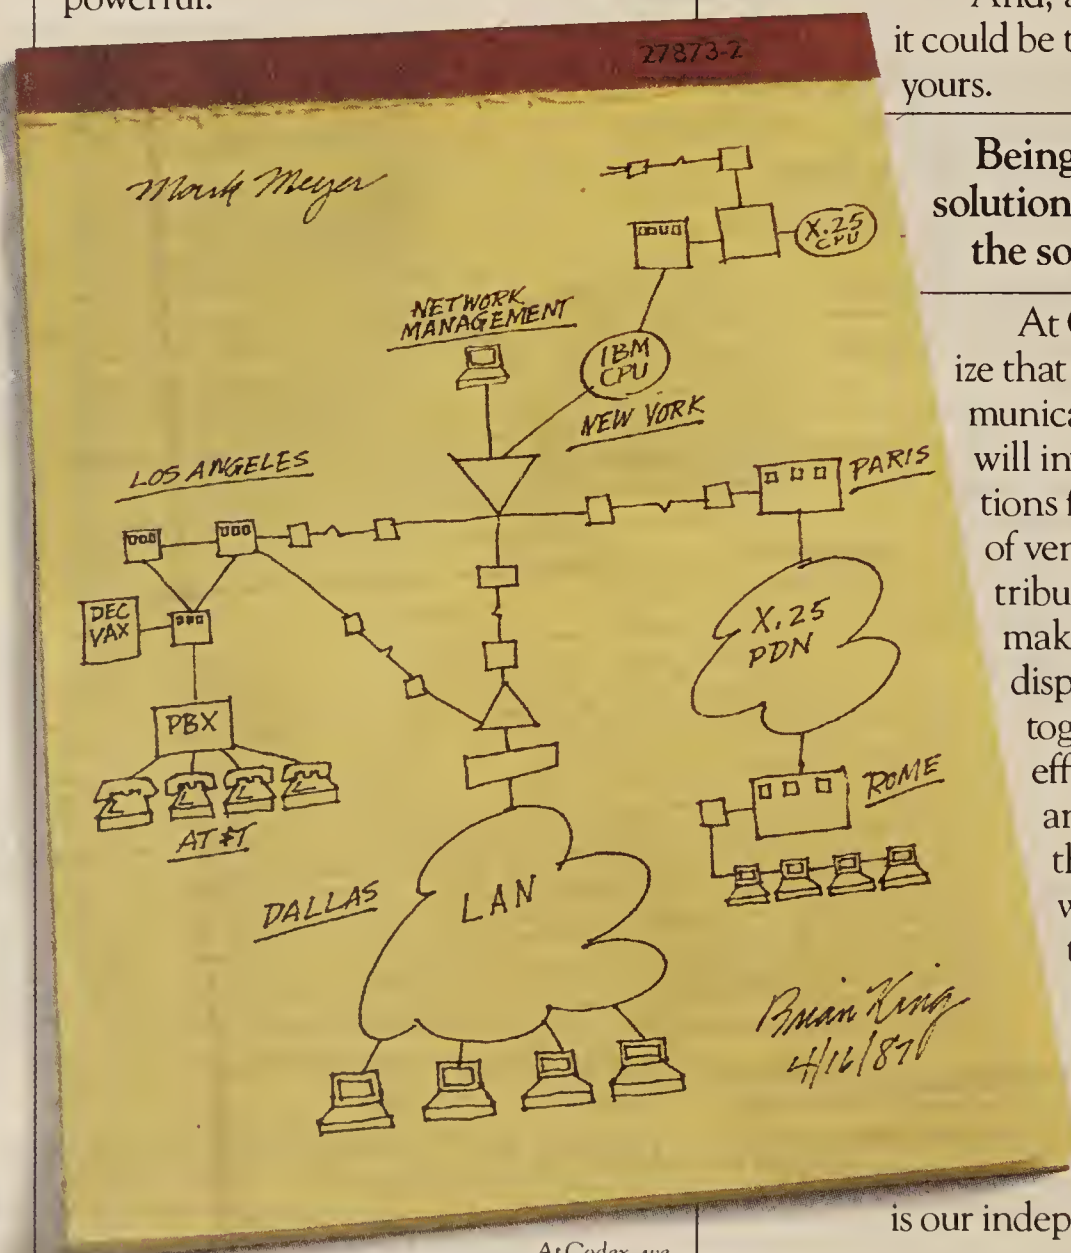 powerful.
27873-2
it could be t
yours.
Being
solution
the so
At
ize that
munica
will in
tions f
of ver
tribu
mak
disp
tog
eff
ar
th
w
t
is our indep
At Codex, we
Mark Meyer
X.25
CPU
NETWORK
MANAGEMENT
IBM
CPU
NEW YORK
LOS ANGELES
PARIS
DEC
VAX
X.25
PDN
PBX
AT&T
ROME
DALLAS
LAN
Brian King
4/16/87